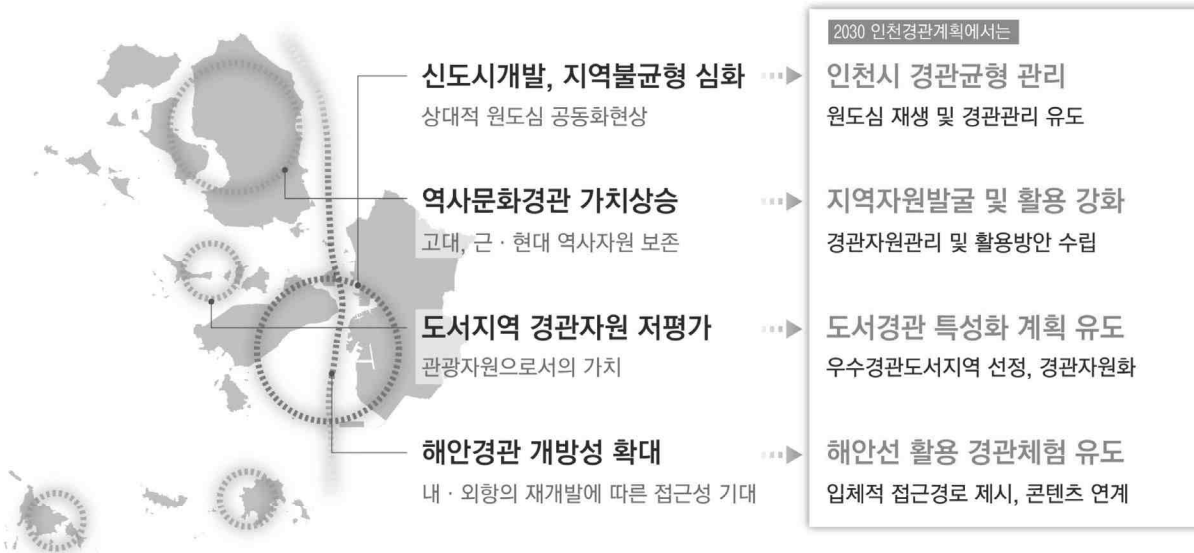 2030 인천경관계획에서는
신도시개발, 지역불균형 심화
상대적 원도심 공동화현상
인천시 경관균형 관리
원도심 재생 및 경관관리 유도
역사문화경관 가치상승
고대, 근 · 현대 역사자원 보존
지역자원발굴 및 활용 강화
경관자원관리 및 활용방안 수립
도서지역 경관자원 저평가
관광자원으로서의 가치
도서경관 특성화 계획 유도
우수경관도서지역 선정, 경관자원화
해안경관 개방성 확대
내 · 외항의 재개발에 따른 접근성 기대
해안선 활용 경관체험 유도
입체적 접근경로 제시, 콘텐츠 연계